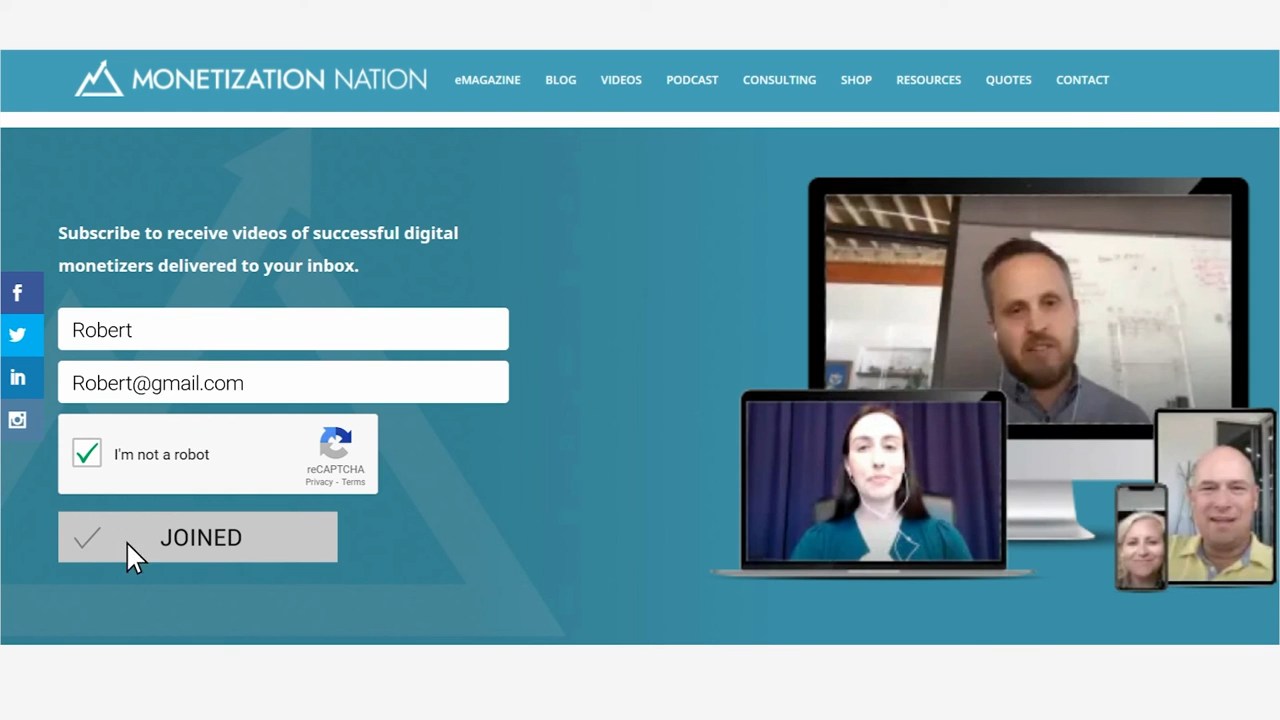 MONETIZATION NATION
eMAGAZINE BLOG VIDEOS PODCAST CONSULTING SHOP RESOURCES QUOTES CONTACT
Subscribe to receive videos of successful digital
monetizers delivered to your inbox.
Robert
Robert@gmail.com
I'm not a robot
reCAPTCHA
Privacy - Terms
JOINED